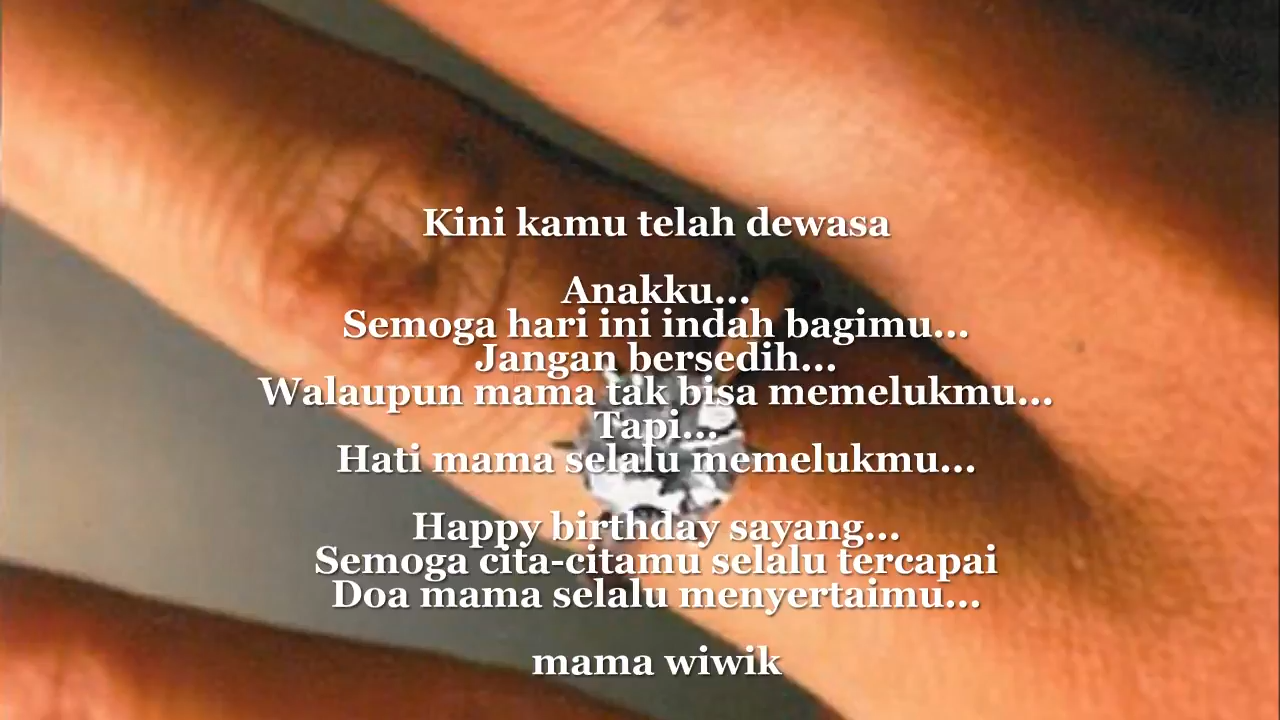 Kini kamu telah dewasa
Anakku...
Semoga hari ini indah bagimu...
Jangan bersedih...
Walaupun mama tak bisa memelukmu...
Tapi...
Hati mama selalu memelukmu...
Happy birthday sayang...
Semoga cita-citamu selalu tercapai
Doa mama selalu menyertaimu...
mama wiwik